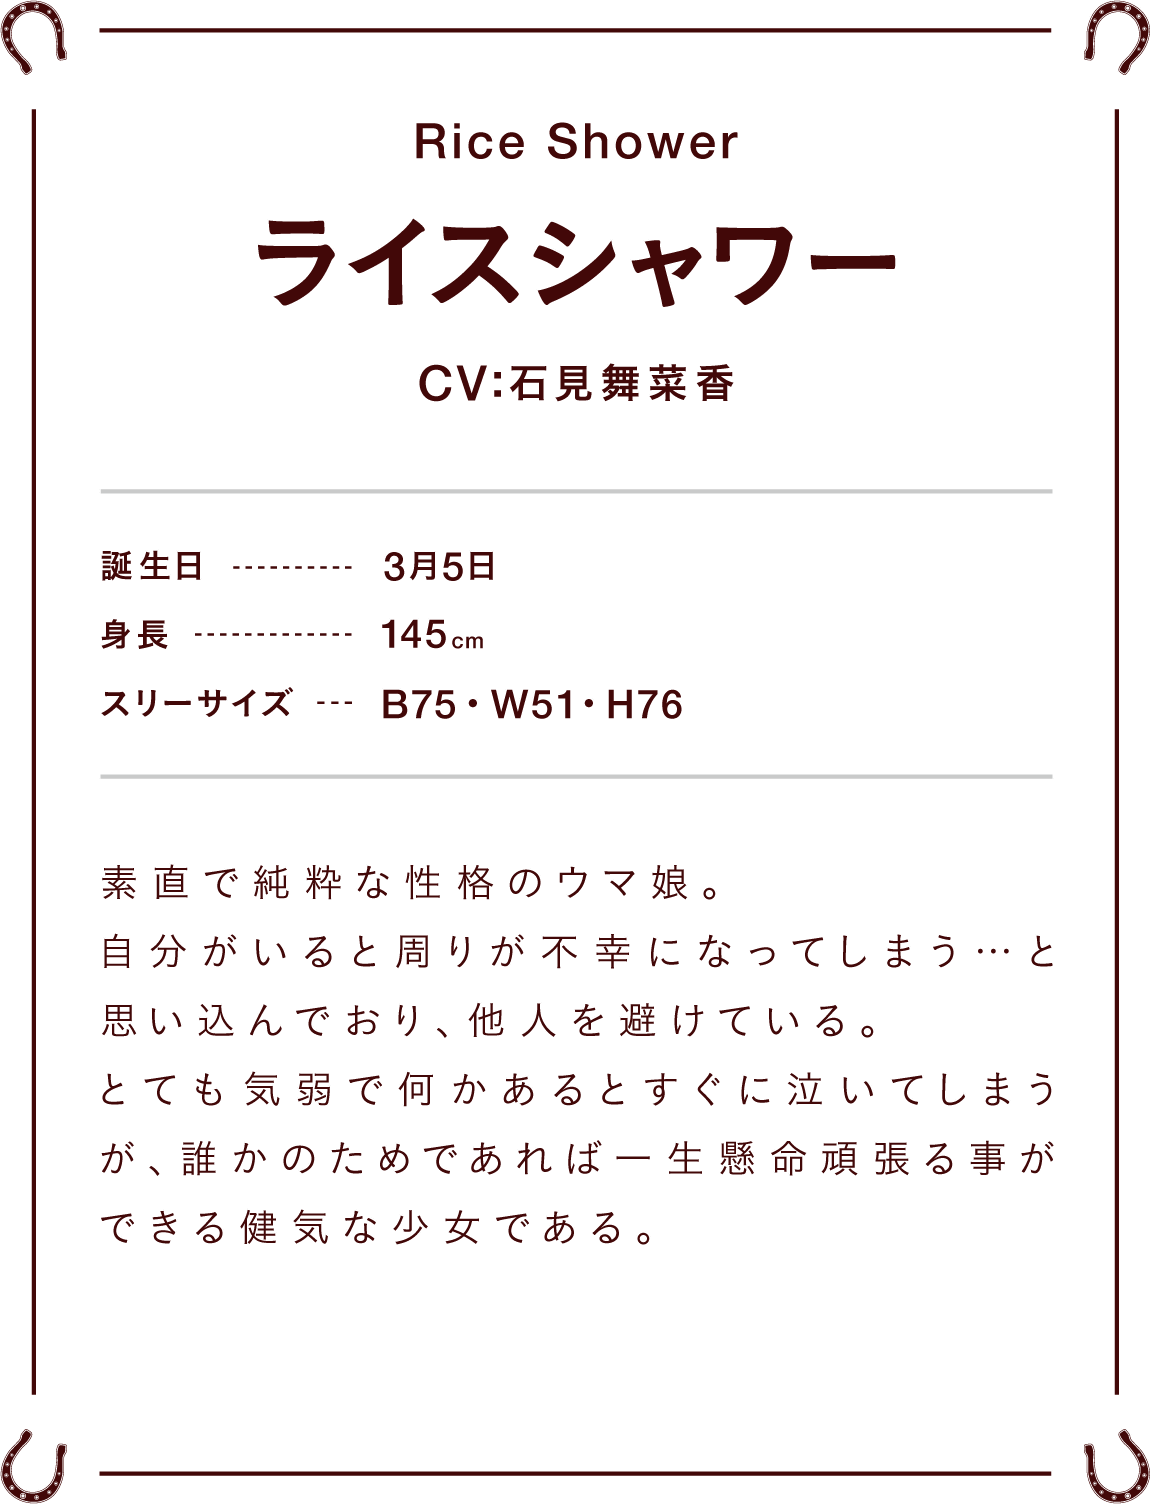 Rice Shower
ライスシャワー
CV:石見舞菜香
誕生日 ---------- 3月5日
身長 ------------- 145cm
スリーサイズ --- B75・W51・H76
素直で純粋な性格のウマ娘。
自分がいると周りが不幸になってしまう…と
思い込んでおり、他人を避けている。
とても気弱で何かあるとすぐに泣いてしまう
が、誰かのためであれば一生懸命頑張る事が
できる健気な少女である。